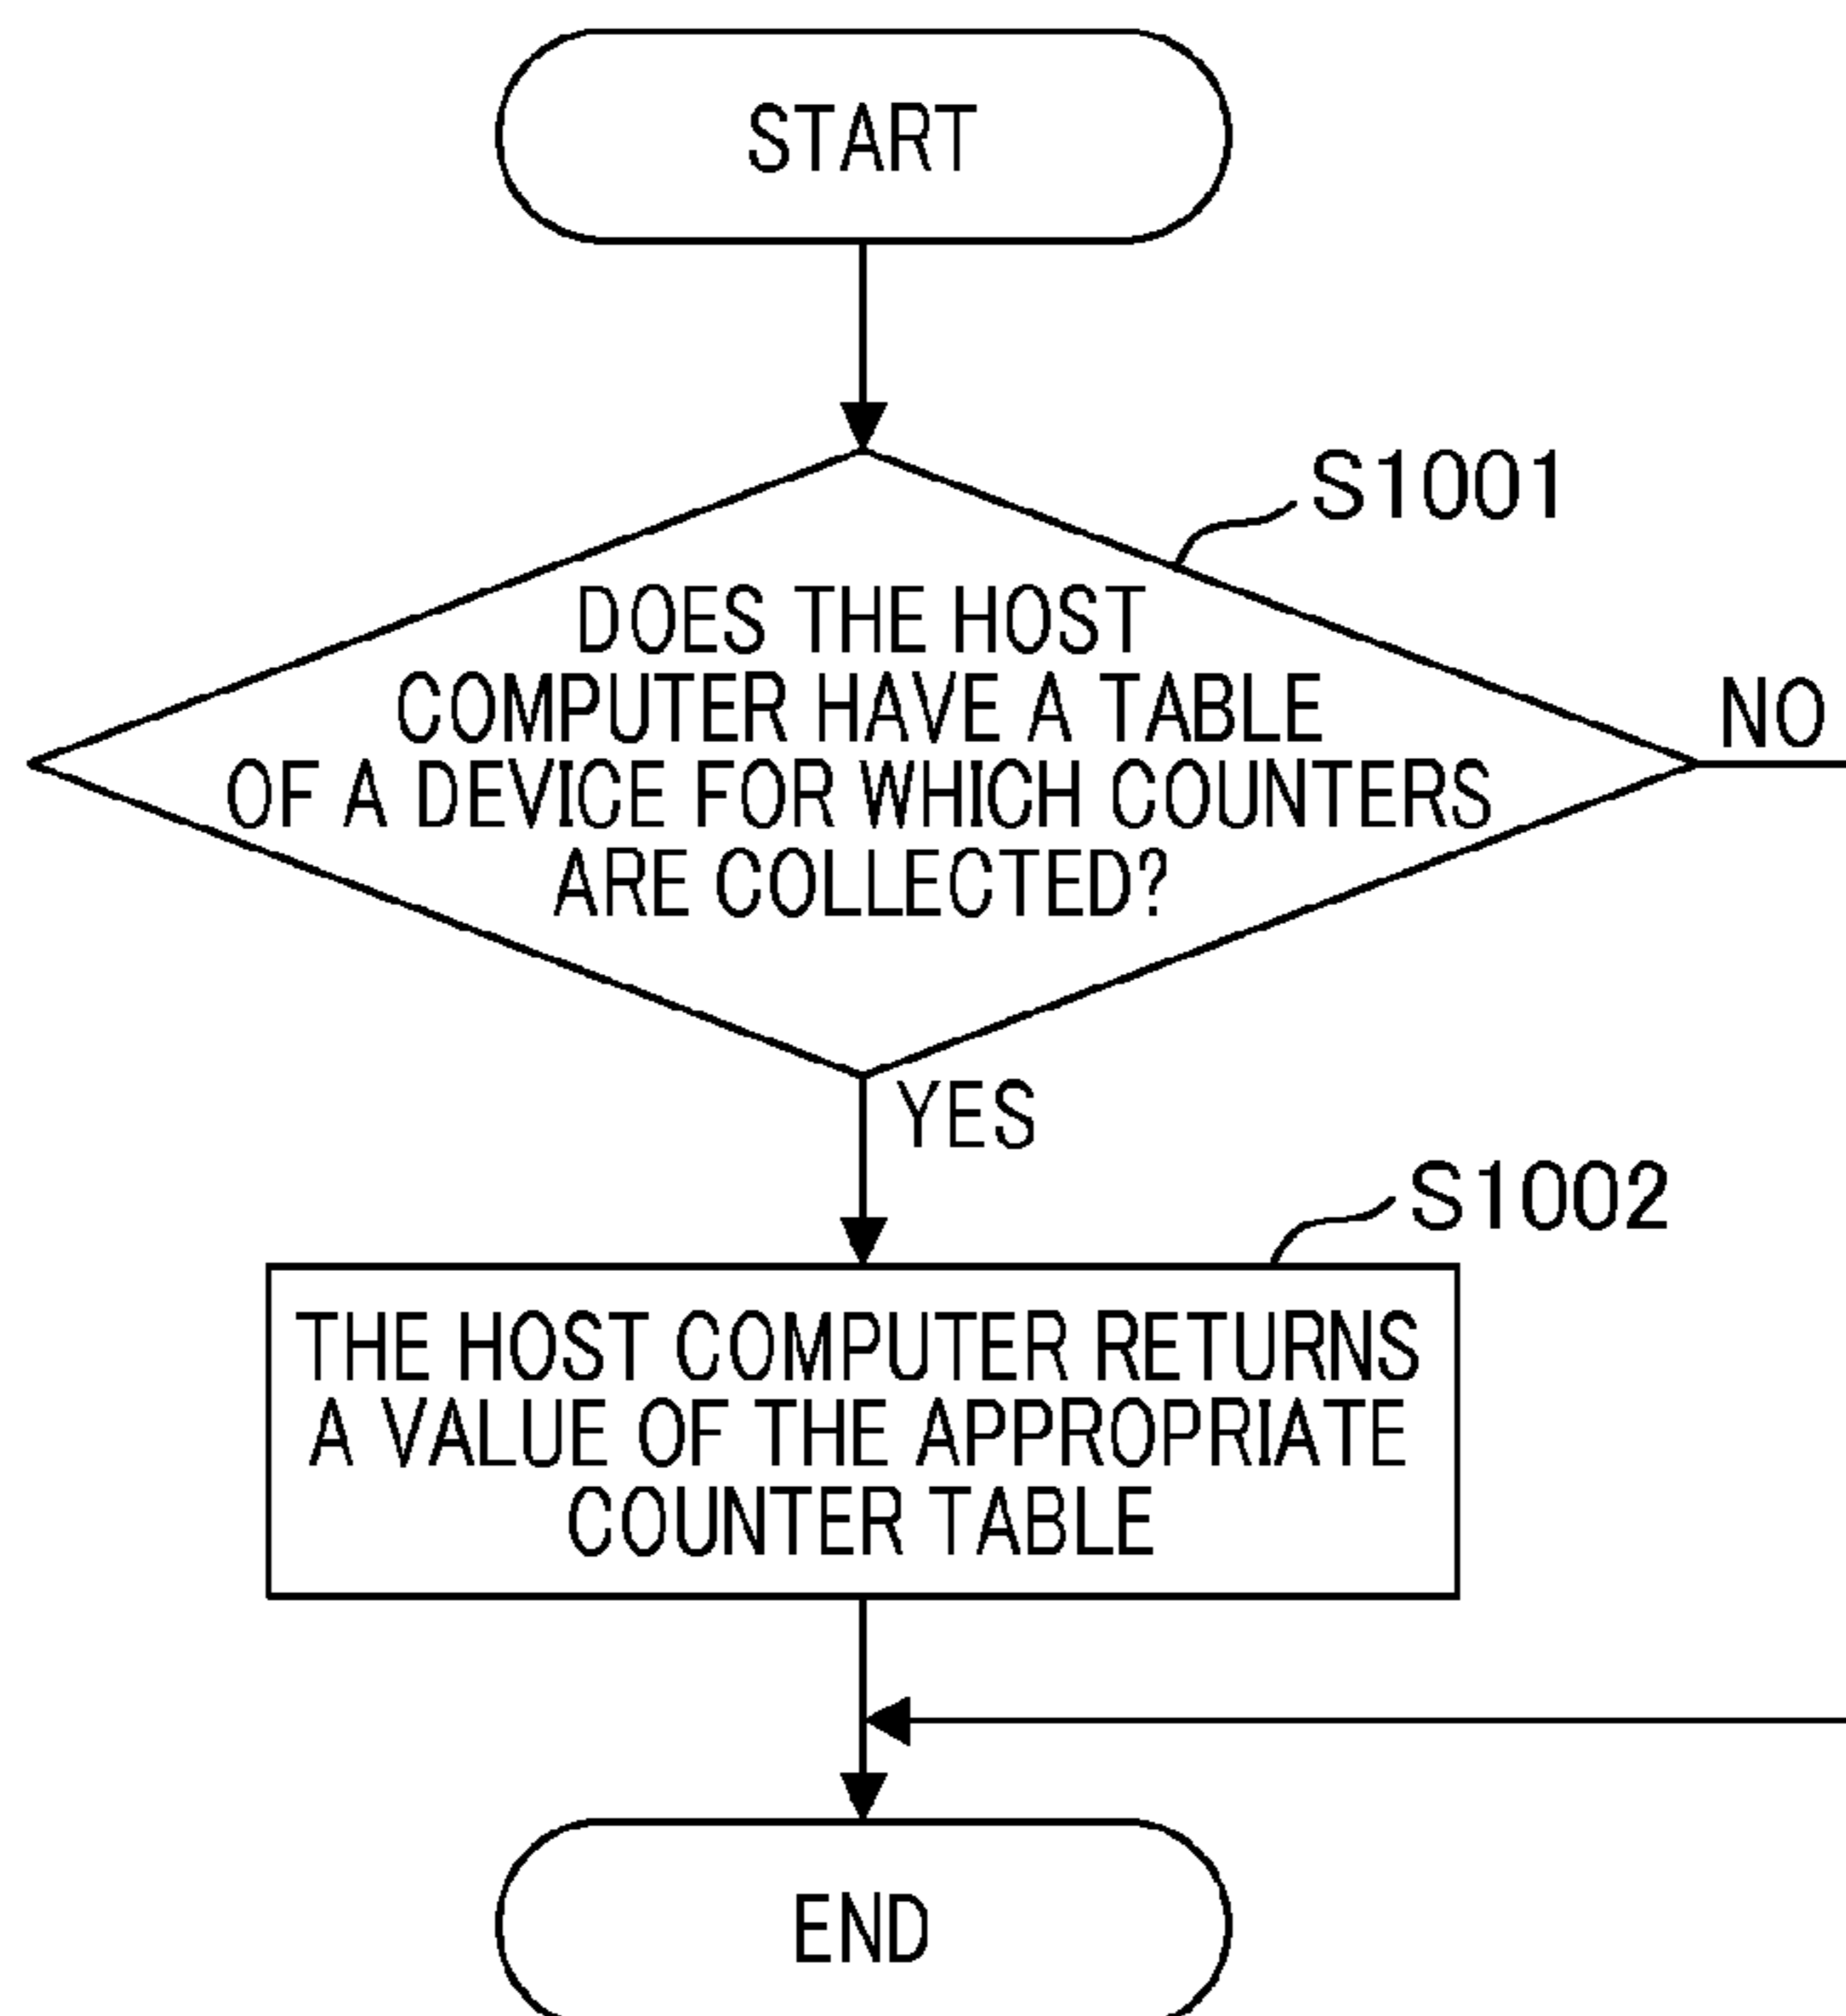 START
S1001
DOES THE HOST
COMPUTER HAVE A TABLE
OF A DEVICE FOR WHICH COUNTERS
ARE COLLECTED?
NO
YES
S1002
THE HOST COMPUTER RETURNS
A VALUE OF THE APPROPRIATE
COUNTER TABLE
END